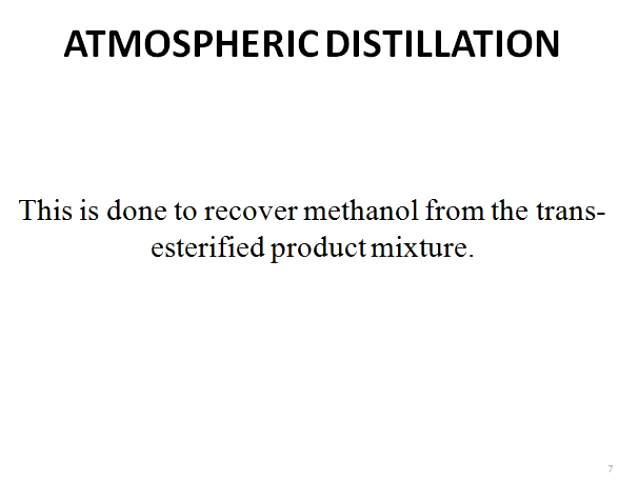 ATMOSPHERIC DISTILLATION
This is done to recover methanol from the trans-
esterified product mixture.
7